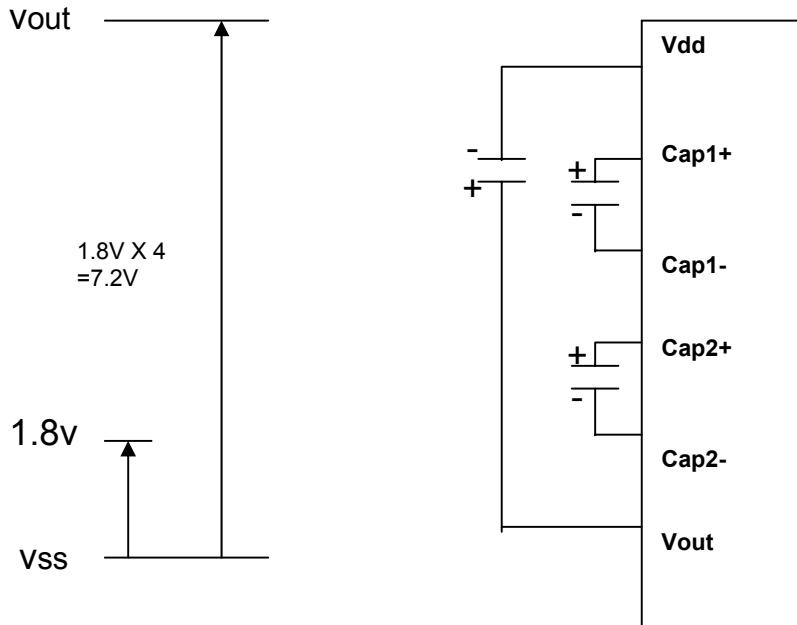 Vout
1.8V X 4
=7.2V
1.8v
Vss
Vdd
-
+
Cap1+
+
-
Cap1-
Cap2+
+
-
Cap2-
Vout